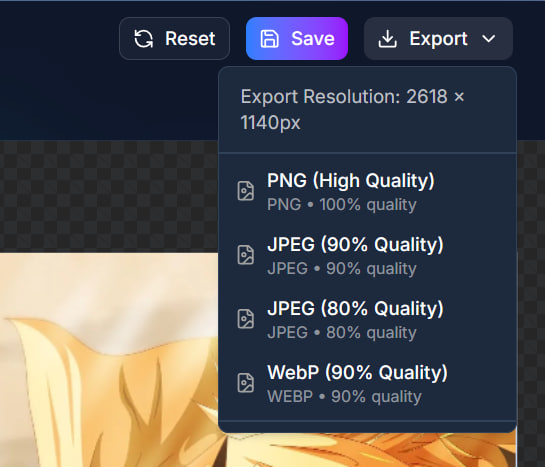 Reset
Save
Export
Export Resolution: 2618 ×
1140px
PNG (High Quality)
PNG • 100% quality
JPEG (90% Quality)
JPEG • 90% quality
JPEG (80% Quality)
JPEG • 80% quality
WebP (90% Quality)
WEBP • 90% quality